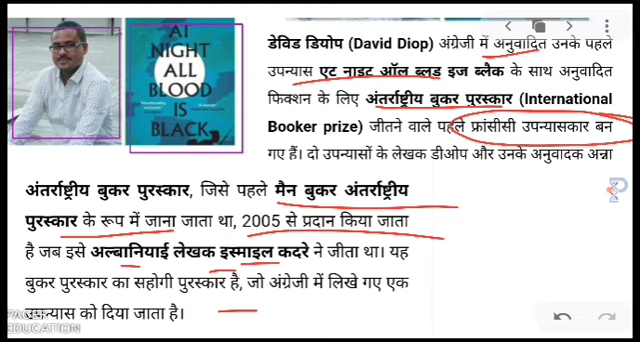 AT
NIGHT
ALL
BLOOD
IS
BLACK
डेविड डियोप (David Diop) अंग्रेजी में अनुवादित उनके पहले
उपन्यास एट नाइट ऑल ब्लड इज ब्लैक के साथ अनुवादित
फिक्शन के लिए अंतर्राष्ट्रीय बुकर पुरस्कार (International
Booker prize) जीतने वाले पहले फ्रांसीसी उपन्यासकार बन
गए हैं। दो उपन्यासों के लेखक डीओप और उनके अनुवादक अन्ना
अंतर्राष्ट्रीय बुकर पुरस्कार, जिसे पहले मैन बुकर अंतर्राष्ट्रीय
पुरस्कार के रूप में जाना जाता था, 2005 से प्रदान किया जाता
है जब इसे अल्बानियाई लेखक इस्माइल कदरे ने जीता था। यह
बुकर पुरस्कार का सहोगी पुरस्कार है, जो अंग्रेजी में लिखे गए एक
उपन्यास को दिया जाता है।
EDUCATION